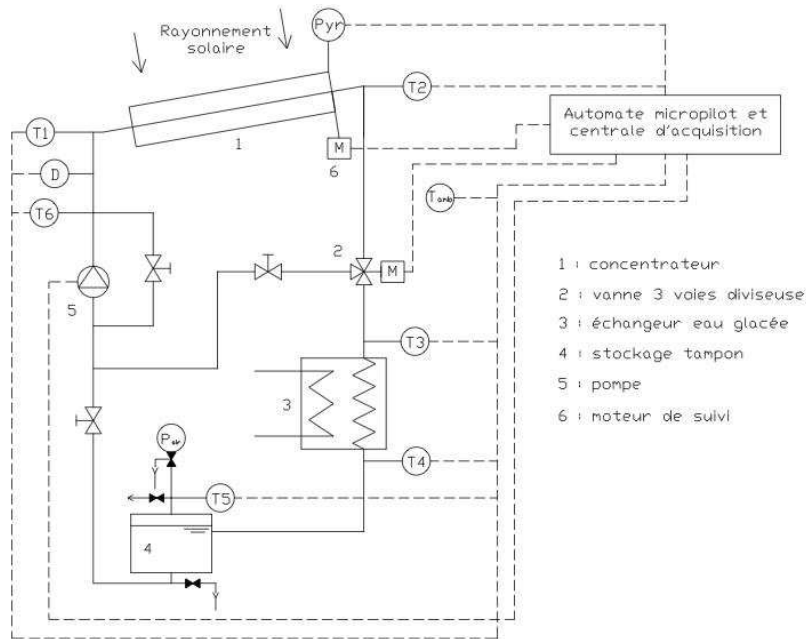 Rayonnement
solaire
Pyr
T2
Automate micropilot et
centrale d'acquisition
T1
1
M
6
D
T6
Tamb
2
M
5
T3
3
T4
Pair
T5
4
1 : concentrateur
2 : vanne 3 voies diviseuse
3 : échangeur eau glacée
4 : stockage tampon
5 : pompe
6 : moteur de suivi